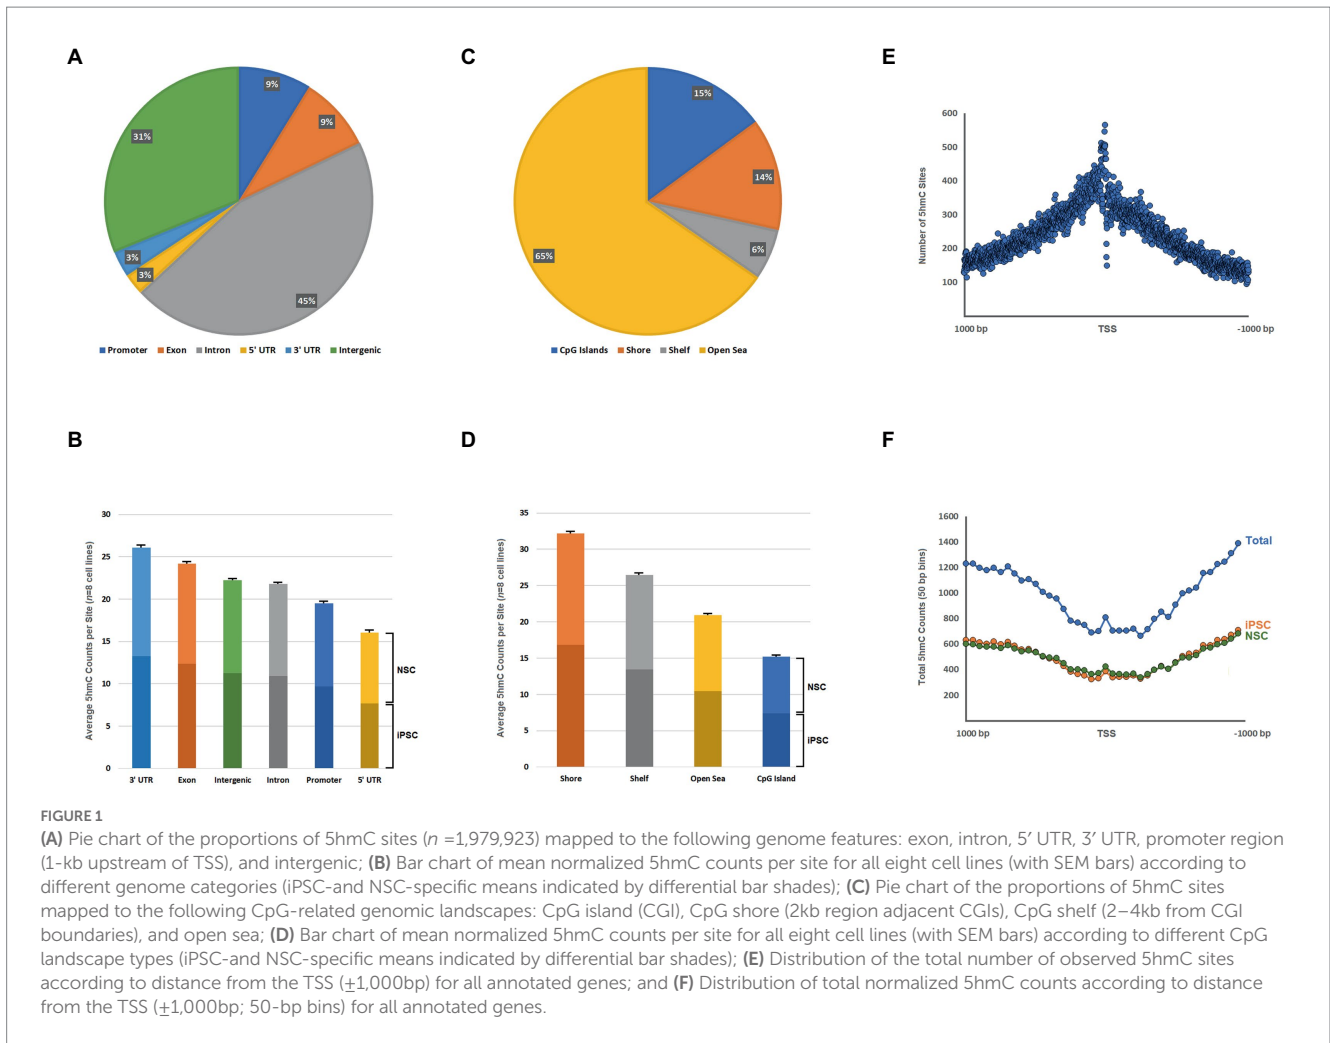 A
9%
9%
31%
3%
3%
45%
Promoter Exon Intron 5' UTR 3' UTR Intergenic
C
15%
14%
6%
65%
CpG Islands Shore Shelf Open Sea
E
600
500
400
300
200
100
Number of 5hmC Sites
1000 bp TSS -1000 bp
B
30
25
20
15
10
5
0
Average 5hmC Counts per Site (n=8 cell lines)
NSC
iPSC
3' UTR Exon Intergenic Intron Promoter 5' UTR
D
35
30
25
20
15
10
5
0
Average 5hmC Counts per Site (n=8 cell lines)
NSC
iPSC
Shore Shelf Open Sea CpG Island
F
1600
1400
1200
1000
800
600
400
200
Total 5hmC Counts (50 bp bins)
Total
iPSC
NSC
1000 bp TSS -1000 bp
FIGURE 1
(A) Pie chart of the proportions of 5hmC sites (n =1,979,923) mapped to the following genome features: exon, intron, 5′ UTR, 3′ UTR, promoter region
(1-kb upstream of TSS), and intergenic; (B) Bar chart of mean normalized 5hmC counts per site for all eight cell lines (with SEM bars) according to
different genome categories (iPSC-and NSC-specific means indicated by differential bar shades); (C) Pie chart of the proportions of 5hmC sites
mapped to the following CpG-related genomic landscapes: CpG island (CGI), CpG shore (2kb region adjacent CGIs), CpG shelf (2–4kb from CGI
boundaries), and open sea; (D) Bar chart of mean normalized 5hmC counts per site for all eight cell lines (with SEM bars) according to different CpG
landscape types (iPSC-and NSC-specific means indicated by differential bar shades); (E) Distribution of the total number of observed 5hmC sites
according to distance from the TSS (±1,000bp) for all annotated genes; and (F) Distribution of total normalized 5hmC counts according to distance
from the TSS (±1,000bp; 50-bp bins) for all annotated genes.